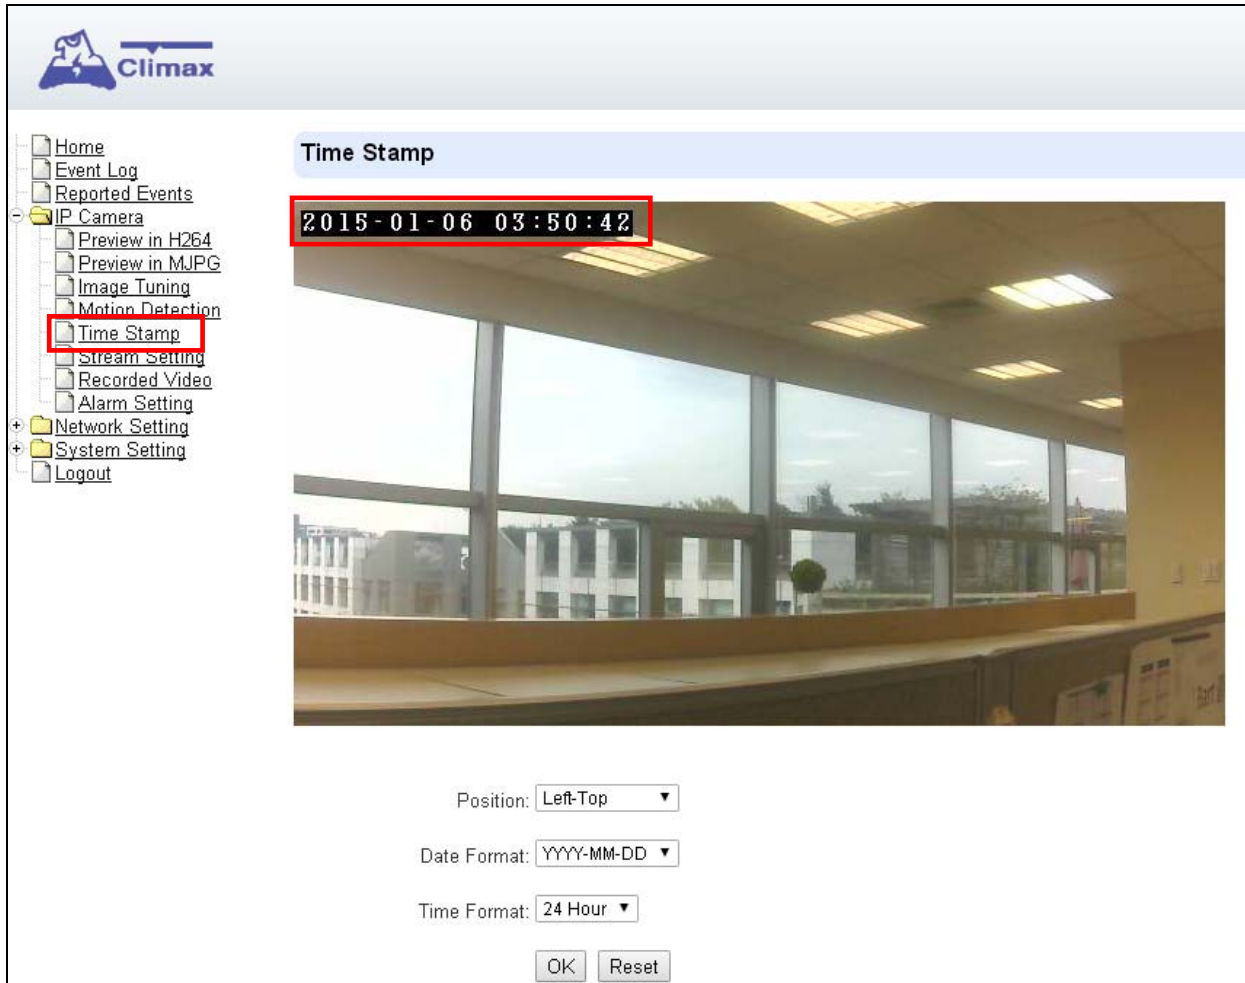 Climax
Home
Event Log
Reported Events
IP Camera
Preview in H264
Preview in MJPG
Image Tuning
Motion Detection
Time Stamp
Stream Setting
Recorded Video
Alarm Setting
Network Setting
System Setting
Logout
Time Stamp
2015-01-06 03:50:42
Position: Left-Top
Date Format: YYYY-MM-DD
Time Format: 24 Hour
OK Reset